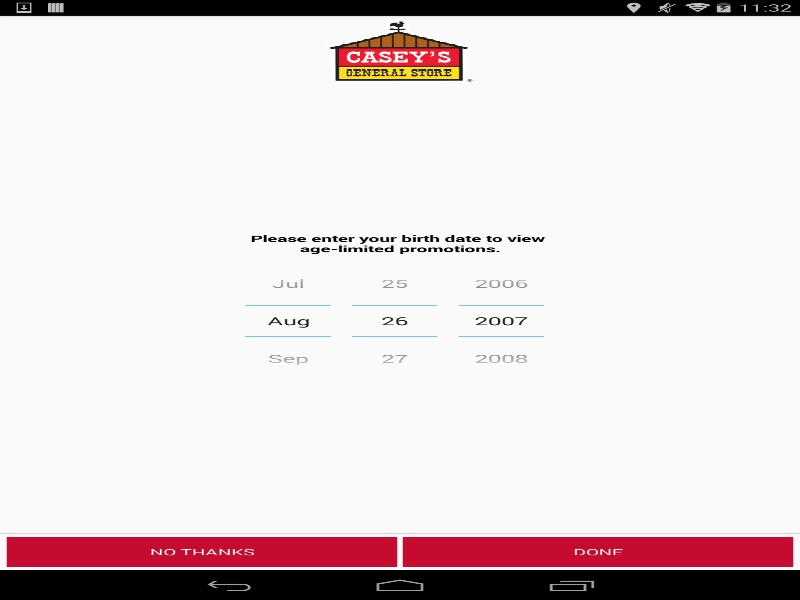 11:32
CASEY'S
GENERAL STORE
Please enter your birth date to view
age-limited promotions.
Jul 25 2006
Aug 26 2007
Sep 27 2008
NO THANKS DONE